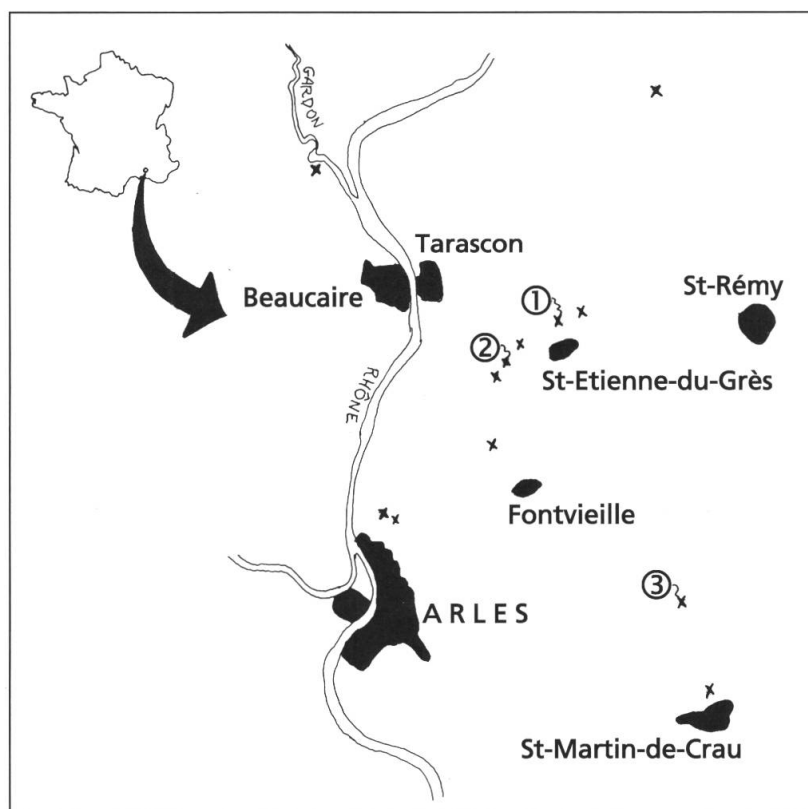 GARDON
Tarascon
Beaucaire
St-Rémy
①
②
St-Etienne-du-Grès
RHÔNE
Fontvieille
③
ARLES
St-Martin-de-Crau